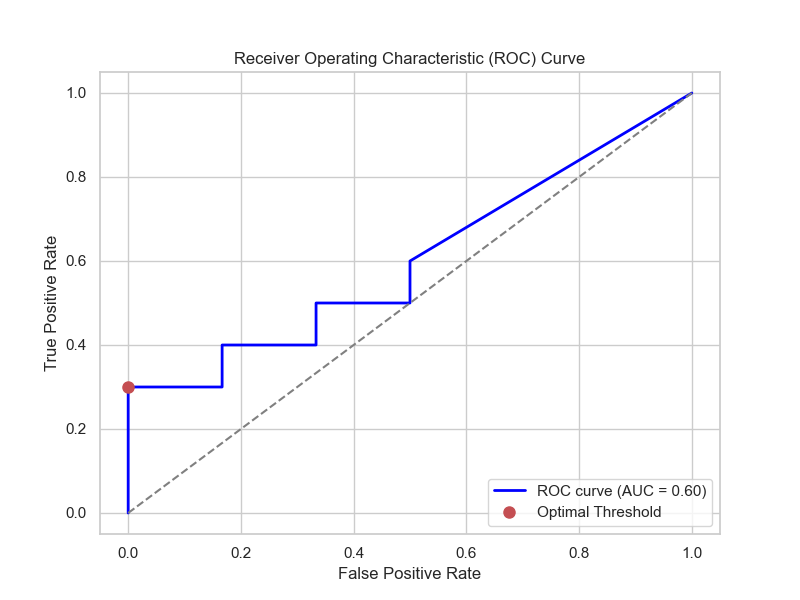 Receiver Operating Characteristic (ROC) Curve
True Positive Rate
1.0
0.8
0.6
0.4
0.2
0.0
ROC curve (AUC = 0.60)
Optimal Threshold
0.0 0.2 0.4 0.6 0.8 1.0
False Positive Rate